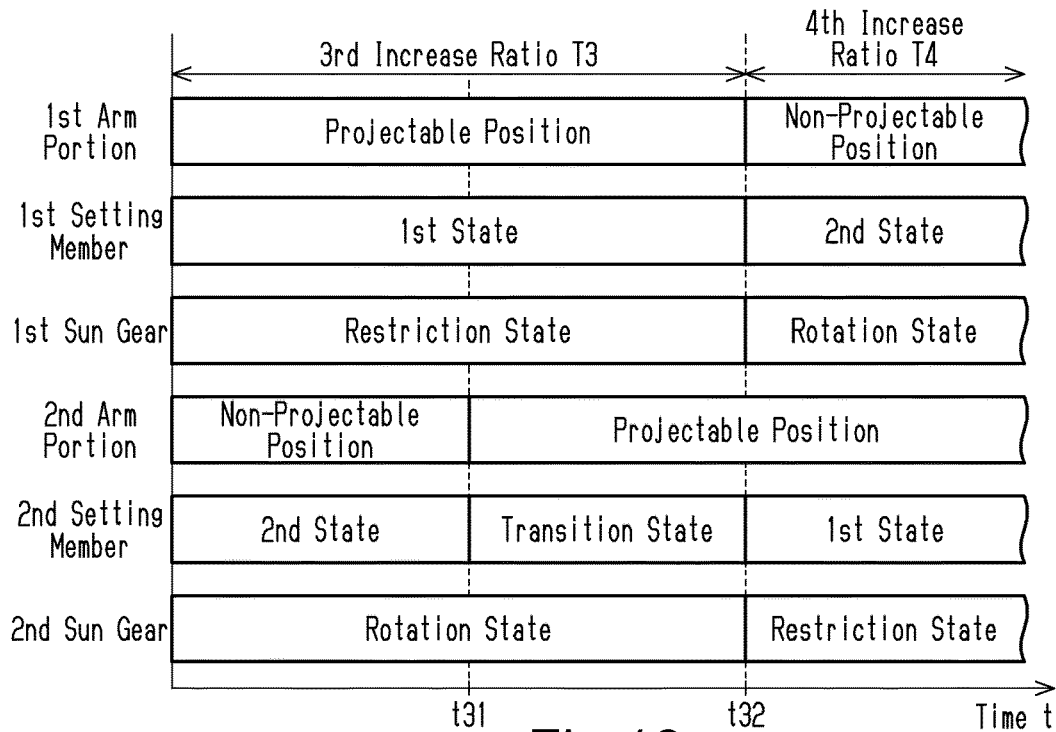 3rd Increase Ratio T3
4th Increase
Ratio T4
1st Arm
Portion
Projectable Position
Non-Projectable
Position
1st Setting
Member
1st State
2nd State
1st Sun Gear
Restriction State
Rotation State
2nd Arm
Portion
Non-Projectable
Position
Projectable Position
2nd Setting
Member
2nd State
Transition State
1st State
2nd Sun Gear
Rotation State
Restriction State
t31
t32
Time t